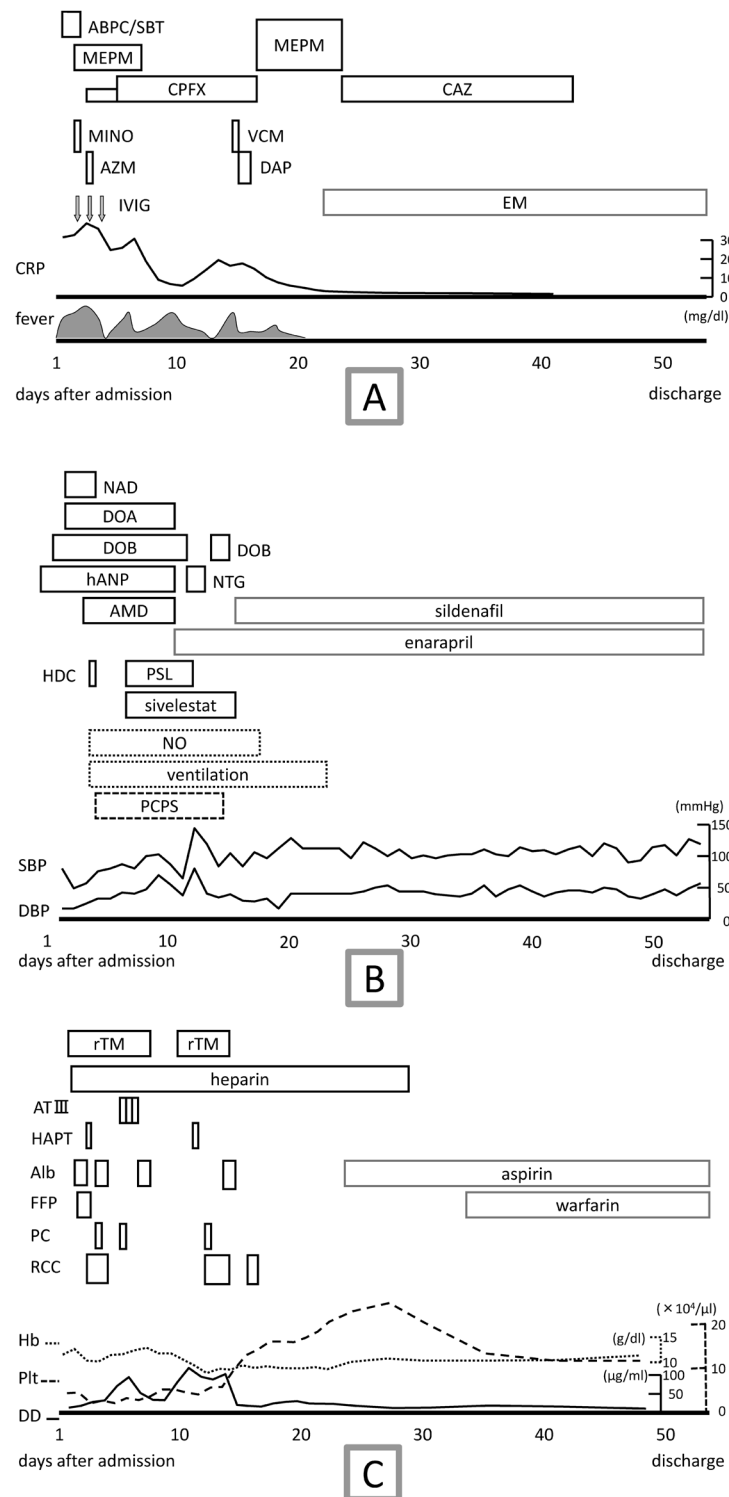 ABPC/SBT
MEPM
MEPM
CPFX
CAZ
MINO
VCM
AZM
DAP
IVIG
EM
CRP
30
20
10
0
fever
(mg/dl)
1 10 20 30 40 50
days after admission
discharge
A
NAD
DOA
DOB
DOB
hANP
NTG
AMD
sildenafil
enarapril
HDC
PSL
sivelestat
NO
ventilation
PCPS
(mmHg)
150
SBP
100
50
DBP
0
1 10 20 30 40 50
days after admission
discharge
B
rTM
rTM
heparin
ATⅢ
HAPT
Alb
aspirin
FFP
warfarin
PC
RCC
(×10⁴/μl)
Hb
(g/dl)
15
20
10
10
Plt
(μg/ml)
100
50
DD
0
1 10 20 30 40 50
days after admission
discharge
C